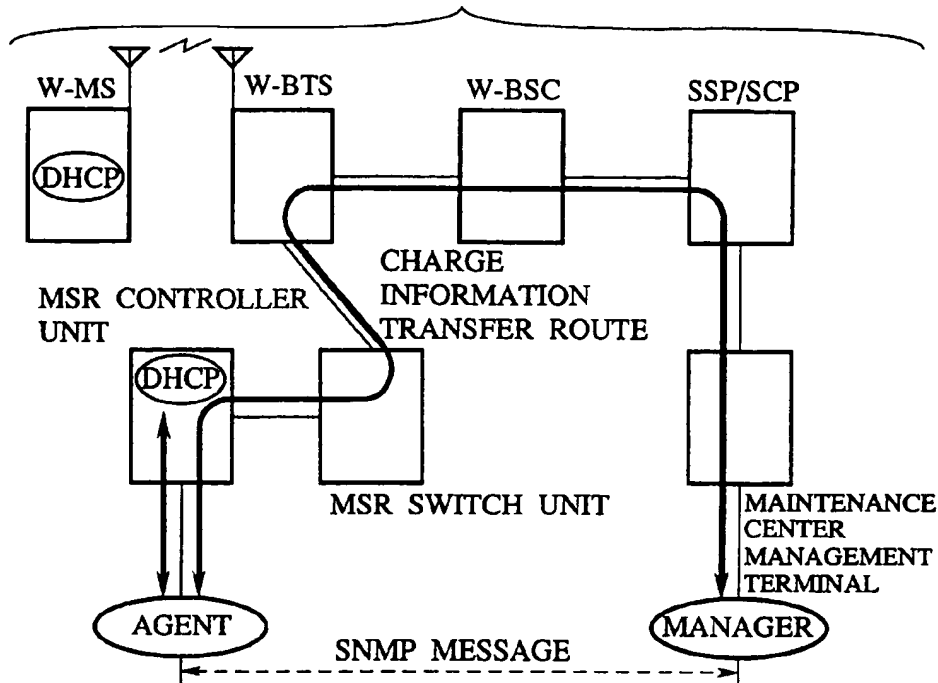 W-MS
W-BTS
W-BSC
SSP/SCP
DHCP
CHARGE
INFORMATION
TRANSFER ROUTE
MSR CONTROLLER
UNIT
DHCP
MSR SWITCH UNIT
MAINTENANCE
CENTER
MANAGEMENT
TERMINAL
AGENT
MANAGER
SNMP MESSAGE